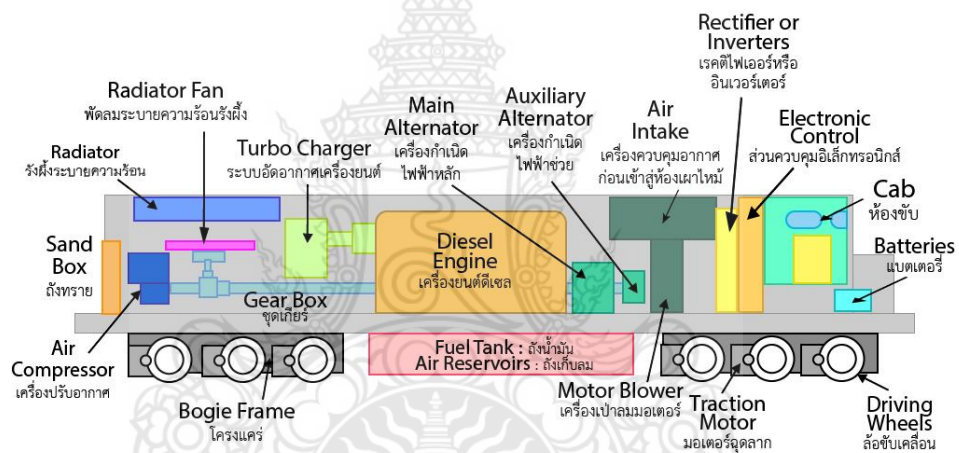 Rectifier or
Inverters
เรคติไฟเออร์หรือ
อินเวอร์เตอร์
Radiator Fan
พัดลมระบายความร้อนรังผึ้ง
Radiator
รังผึ้งระบายความร้อน
Turbo Charger
ระบบอัดอากาศเครื่องยนต์
Main
Alternator
เครื่องกำเนิด
ไฟฟ้าหลัก
Auxiliary
Alternator
เครื่องกำเนิด
ไฟฟ้าช่วย
Air
Intake
เครื่องควบคุมอากาศ
ก่อนเข้าสู่ห้องเผาไหม้
Electronic
Control
ส่วนควบคุมอิเล็กทรอนิกส์
Cab
ห้องขับ
Batteries
แบตเตอรี่
Sand
Box
ถังทราย
Diesel
Engine
เครื่องยนต์ดีเซล
Gear Box
ชุดเกียร์
Air
Compressor
เครื่องปรับอากาศ
Bogie Frame
โครงแคร่
Fuel Tank : ถังน้ำมัน
Air Reservoirs : ถังเก็บลม
Motor Blower
เครื่องเป่าลมมอเตอร์
Traction
Motor
มอเตอร์ฉุดลาก
Driving
Wheels
ล้อขับเคลื่อน